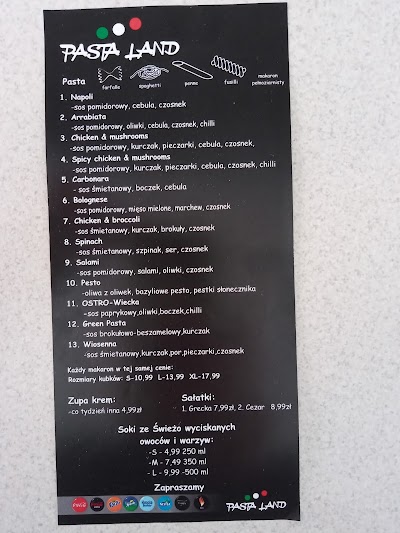 PASTA LAND
Pasta
farfalle
spaghetti
penne
fusilli
makaron
pełnoziarnisty
1. Napoli
-sos pomidorowy, cebula, czosnek
2. Arrabiata
-sos pomidorowy, oliwki, cebula, czosnek, chilli
3. Chicken & mushrooms
-sos pomidorowy, kurczak, pieczarki, cebula, czosnek,
4. Spicy chicken & mushrooms
-sos pomidorowy, kurczak, pieczarki, cebula, czosnek, chilli
5. Carbonara
- sos śmietanowy, boczek, cebula
6. Bolognese
-sos pomidorowy, mięso mielone, marchew, czosnek
7. Chicken & broccoli
-sos śmietanowy, kurczak, brokuły, czosnek
8. Spinach
-sos śmietanowy, szpinak, ser, czosnek
9. Salami
-sos pomidorowy, salami, oliwki, czosnek
10. Pesto
-oliwa z oliwek, bazyliowe pesto, pestki słonecznika
11. OSTRO-Wiecka
-sos paprykowy,oliwki,boczek,chilli
12. Green Pasta
-sos brokułowo-beszamelowy,kurczak
13. Wiosenna
-sos śmietanowy,kurczak,por,pieczarki,czosnek
Każdy makaron w tej samej cenie:
Rozmiary kubków: S-10,99 L-13,99 XL-17,99
Zupa krem:
-co tydzień inna 4,99zł
Sałatki:
1. Grecka 7,99zł, 2. Cezar 8,99zł
Soki ze Świeżo wyciskanych
owoców i warzyw:
-S - 4,99 250 ml
-M - 7,49 350 ml
- L - 9,99 -500 ml
Zapraszamy
PASTA LAND